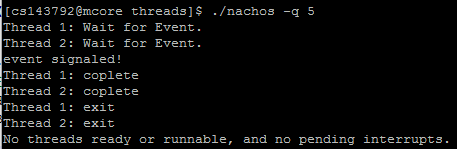 [cs143792@mcore threads]$ ./nachos -q 5
Thread 1: Wait for Event.
Thread 2: Wait for Event.
event signaled!
Thread 1: coplete
Thread 2: coplete
Thread 1: exit
Thread 2: exit
No threads ready or runnable, and no pending interrupts.